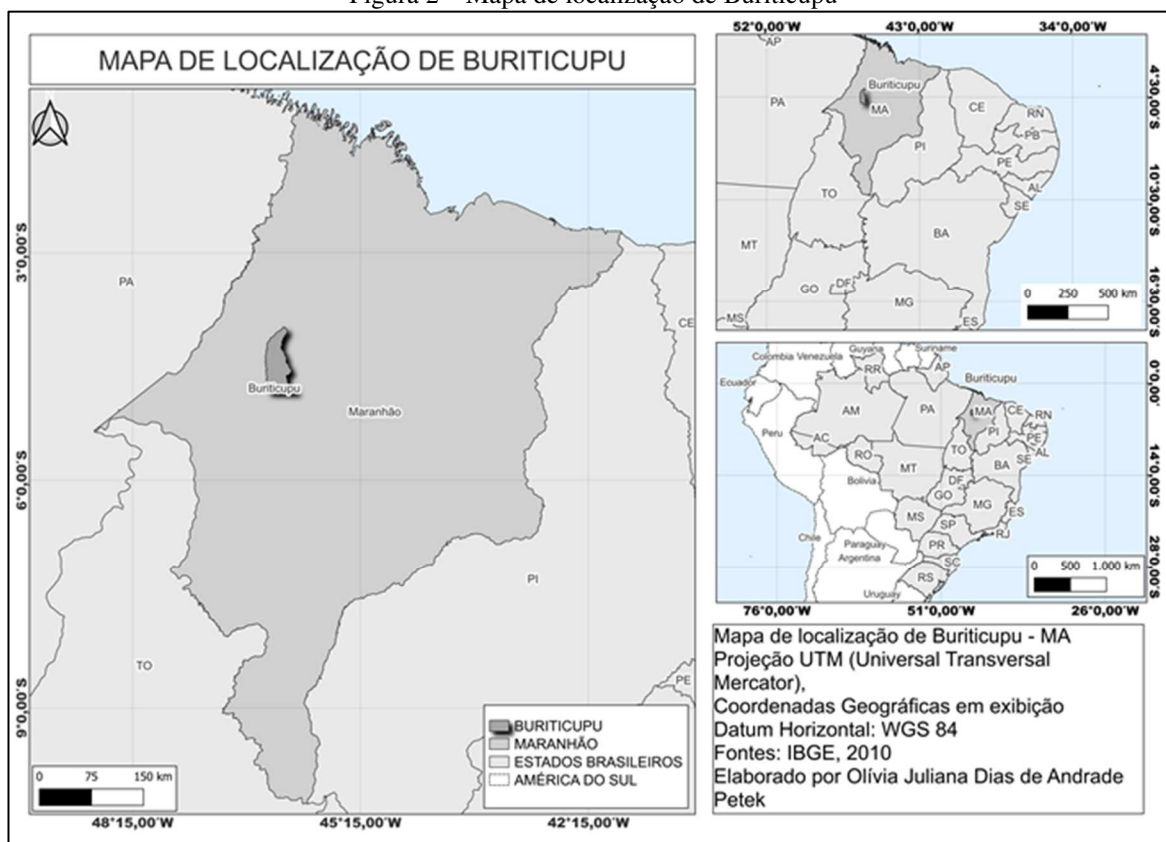 Figura 2 – Mapa de localização de Buriticupu
MAPA DE LOCALIZAÇÃO DE BURITICUPU
PA
3°0,00'S
CE
Buriticupu
Maranhão
6°0,00'S
PI
TO
PE
9°0,00'S
BURITICUPU
MARANHÃO
ESTADOS BRASILEIROS
AMÉRICA DO SUL
0 75 150 km
48°15,00'W 45°15,00'W 42°15,00'W
52°0,00'W 43°0,00'W 34°0,00'W
AP
4°30,00'S
Buriticupu
PA
MA
CE
RN
PB
PI
PE
TO
AL
10°30,00'S
SE
BA
MT
GO
DF
0 250 500 km
16°30,00'S
MG
MS
ES
Guyana
Suriname
Colombia Venezuela
RR
AP
0°0,00'
Ecuador
Buriticupu
AM
PA
MA
CE
RN
Peru
PI
PE
AC
TO
AL
RO
SE
14°0,00'S
MT
BA
Bolivia
DF
GO
MG
MS
ES
SP
RJ
Chile
Paraguay
PR
28°0,00'S
Argentina
SC
0 500 1.000 km
RS
Uruguay
76°0,00'W 51°0,00'W 26°0,00'W
Mapa de localização de Buriticupu - MA
Projeção UTM (Universal Transversal
Mercator),
Coordenadas Geográficas em exibição
Datum Horizontal: WGS 84
Fontes: IBGE, 2010
Elaborado por Olívia Juliana Dias de Andrade
Petek